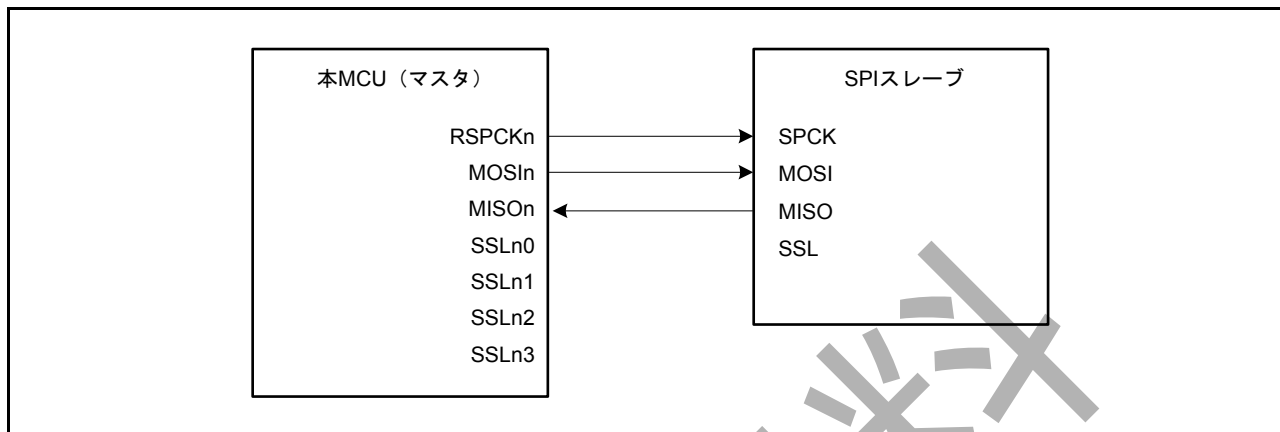 本MCU（マスタ）
RSPCKn
MOSIn
MISOn
SSLn0
SSLn1
SSLn2
SSLn3
SPIスレーブ
SPCK
MOSI
MISO
SSL